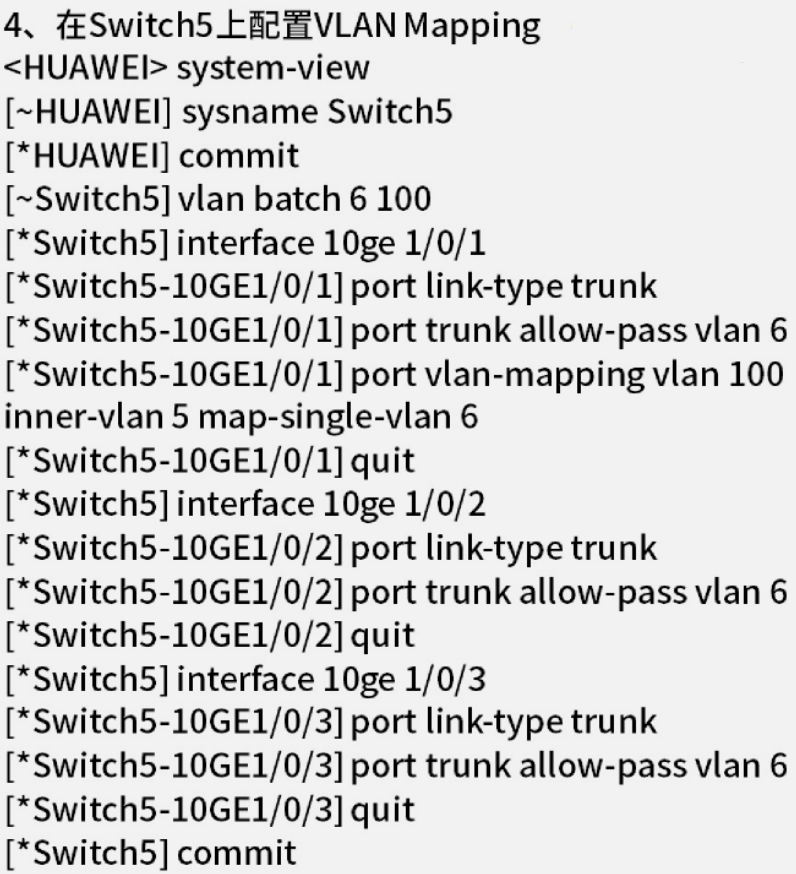 4、在Switch5上配置VLAN Mapping
<HUAWEI> system-view
[~HUAWEI] sysname Switch5
[*HUAWEI] commit
[~Switch5] vlan batch 6 100
[*Switch5] interface 10ge 1/0/1
[*Switch5-10GE1/0/1] port link-type trunk
[*Switch5-10GE1/0/1] port trunk allow-pass vlan 6
[*Switch5-10GE1/0/1] port vlan-mapping vlan 100
inner-vlan 5 map-single-vlan 6
[*Switch5-10GE1/0/1] quit
[*Switch5] interface 10ge 1/0/2
[*Switch5-10GE1/0/2] port link-type trunk
[*Switch5-10GE1/0/2] port trunk allow-pass vlan 6
[*Switch5-10GE1/0/2] quit
[*Switch5] interface 10ge 1/0/3
[*Switch5-10GE1/0/3] port link-type trunk
[*Switch5-10GE1/0/3] port trunk allow-pass vlan 6
[*Switch5-10GE1/0/3] quit
[*Switch5] commit